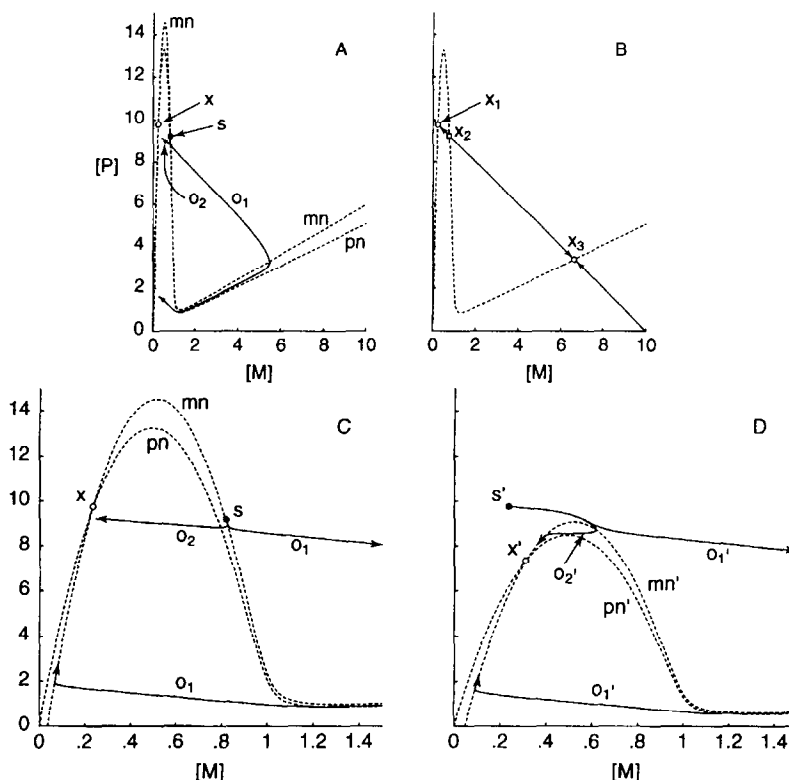 A
14
12
10
8
6
4
2
0
[P]
mn
x
s
O₂
O₁
mn
pn
0 2 4 6 8 10
[M]
B
x₁
x₂
x₃
0 2 4 6 8 10
[M]
C
14
12
10
8
6
4
2
0
mn
pn
x
s
O₂
O₁
O₁
0 .2 .4 .6 .8 1 1.2 1.4
[M]
D
s'
x'
O₂'
O₁'
mn'
pn'
O₁'
0 .2 .4 .6 .8 1 1.2 1.4
[M]